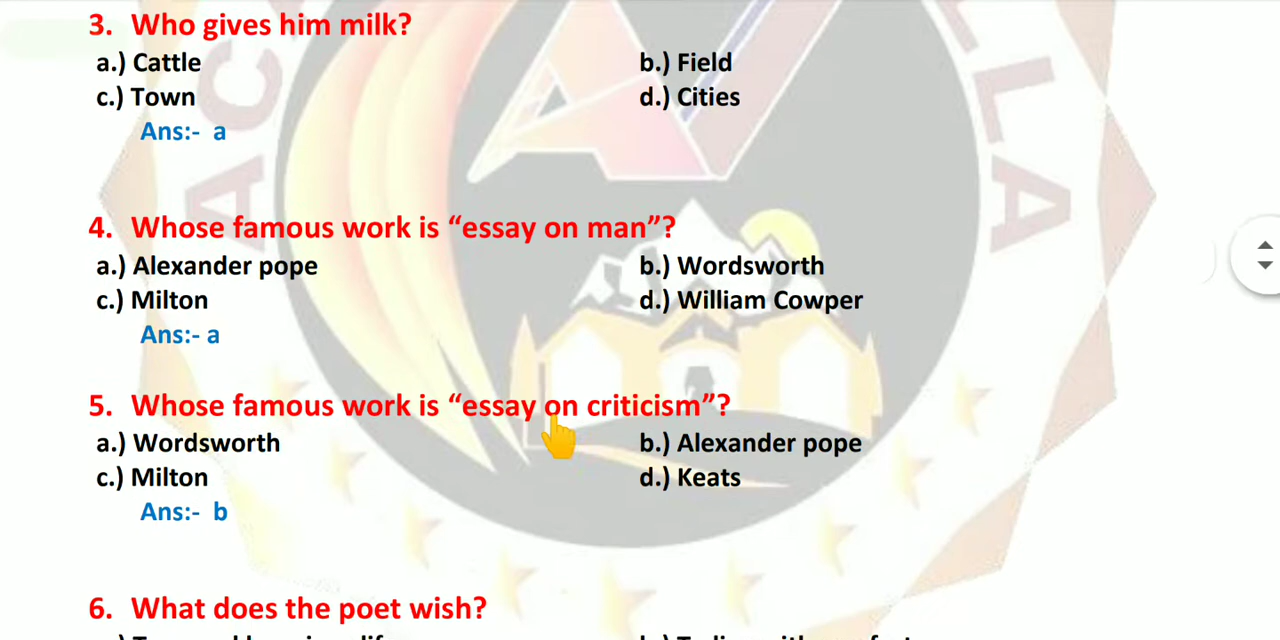 3. Who gives him milk?
a.) Cattle b.) Field
c.) Town d.) Cities
Ans:- a
4. Whose famous work is “essay on man”?
a.) Alexander pope b.) Wordsworth
c.) Milton d.) William Cowper
Ans:- a
5. Whose famous work is “essay on criticism”?
a.) Wordsworth b.) Alexander pope
c.) Milton d.) Keats
Ans:- b
6. What does the poet wish?